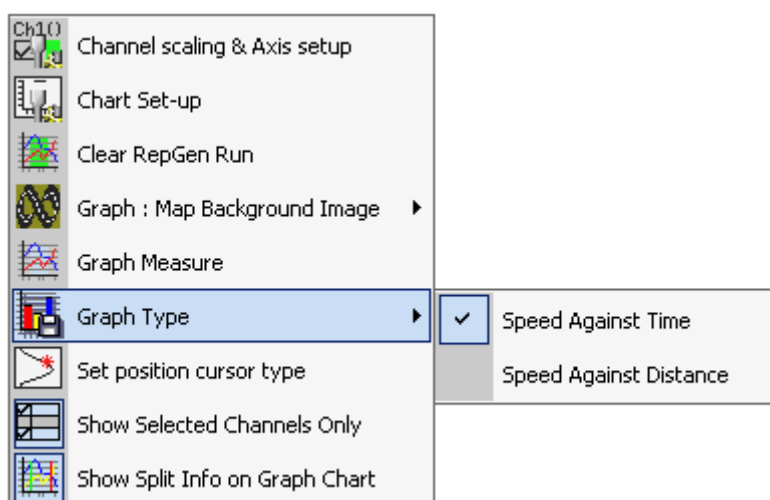 Ch1()
Channel scaling & Axis setup
Chart Set-up
Clear RepGen Run
Graph : Map Background Image
Graph Measure
Graph Type
Speed Against Time
Speed Against Distance
Set position cursor type
Show Selected Channels Only
Show Split Info on Graph Chart